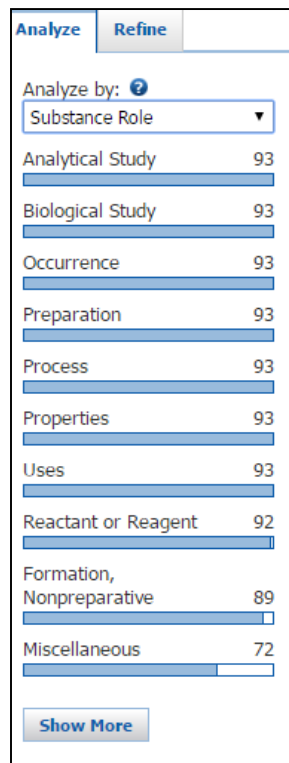 Analyze Refine
Analyze by: ?
Substance Role
Analytical Study 93
Biological Study 93
Occurrence 93
Preparation 93
Process 93
Properties 93
Uses 93
Reactant or Reagent 92
Formation,
Nonpreparative 89
Miscellaneous 72
Show More